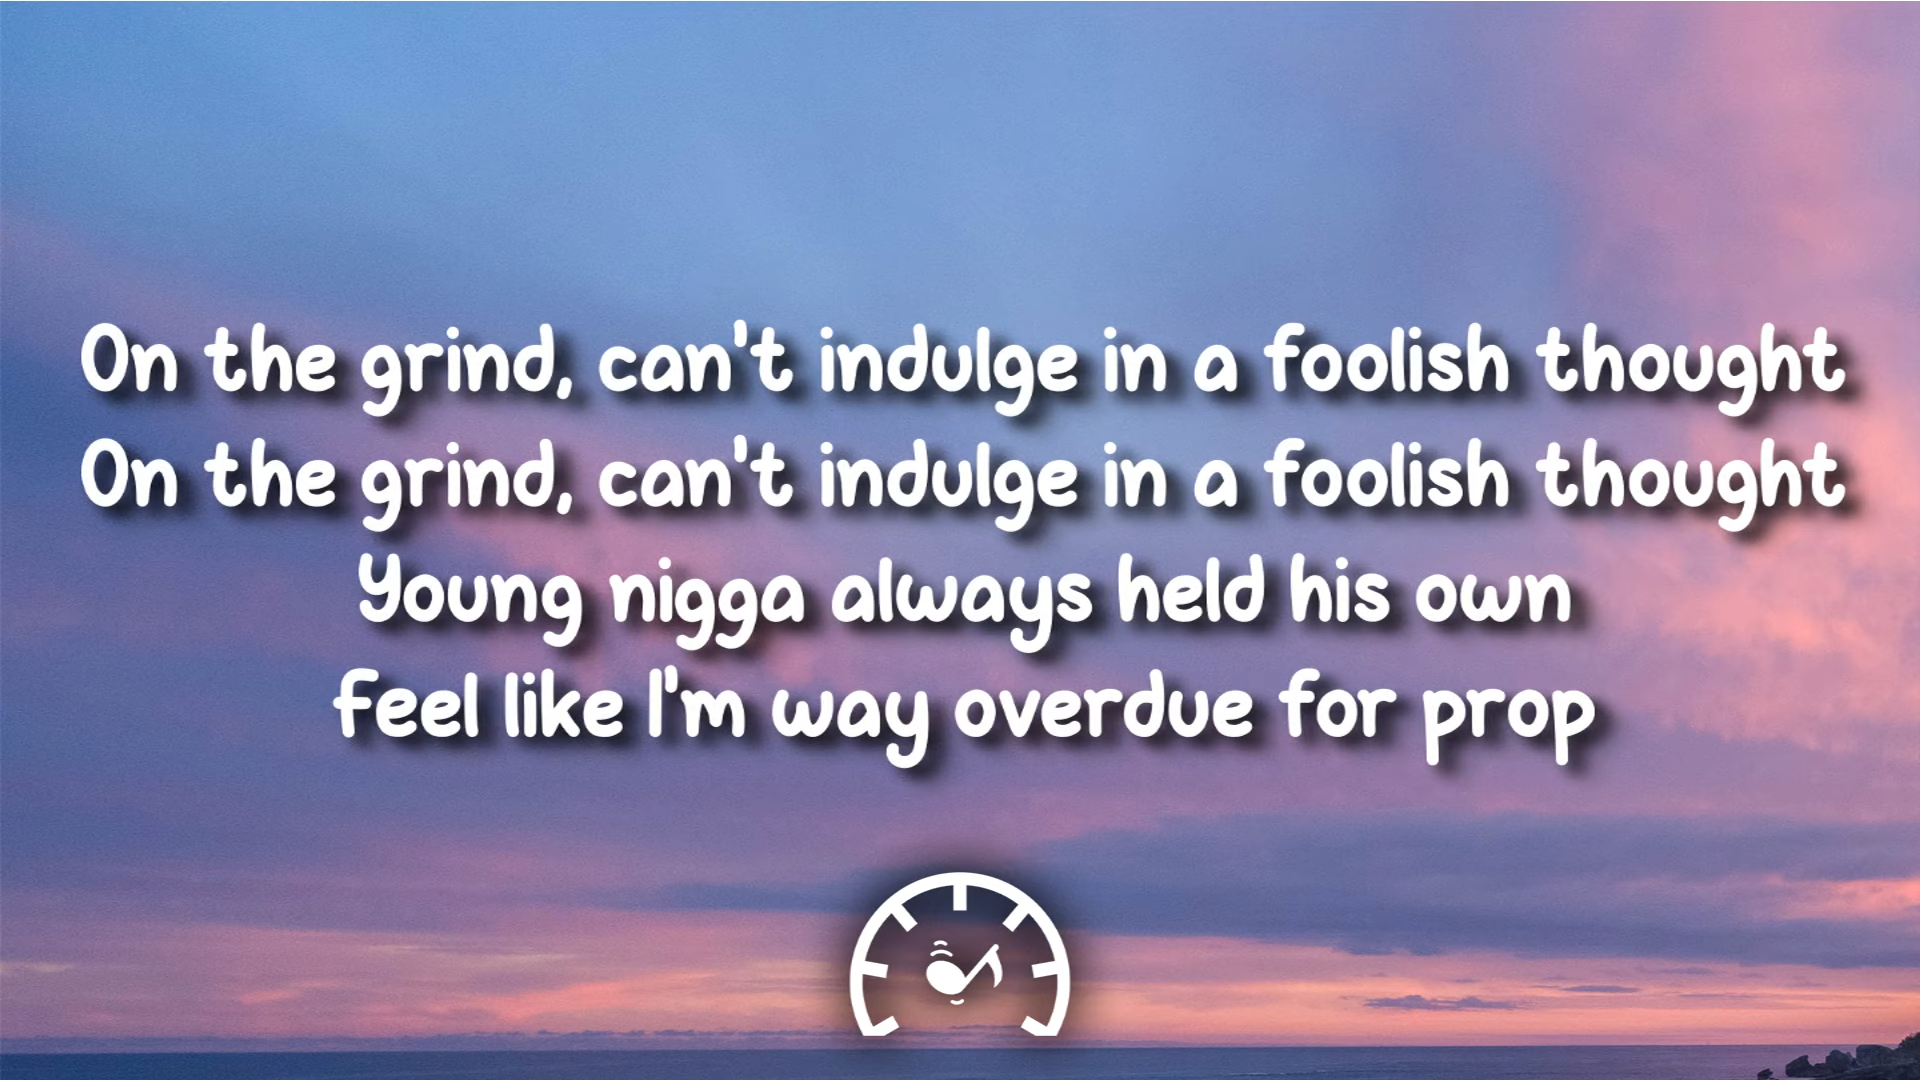 On the grind, can't indulge in a foolish thought
On the grind, can't indulge in a foolish thought
Young nigga always held his own
Feel like I'm way overdue for prop